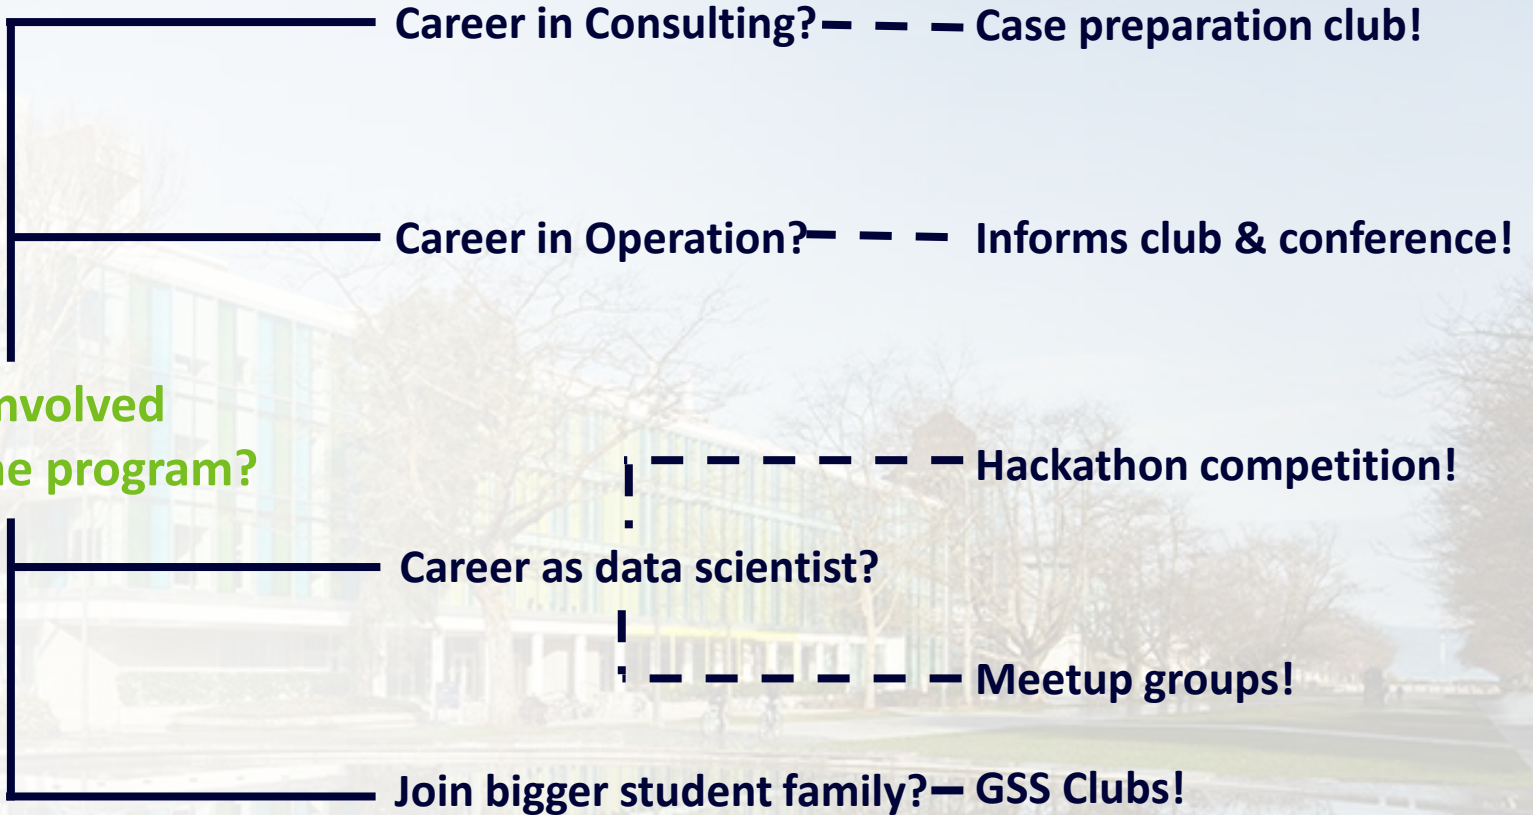 Career in Consulting? Case preparation club!
Career in Operation? Informs club & conference!
nvolved
e program?
Hackathon competition!
Career as data scientist?
Meetup groups!
Join bigger student family? GSS Clubs!